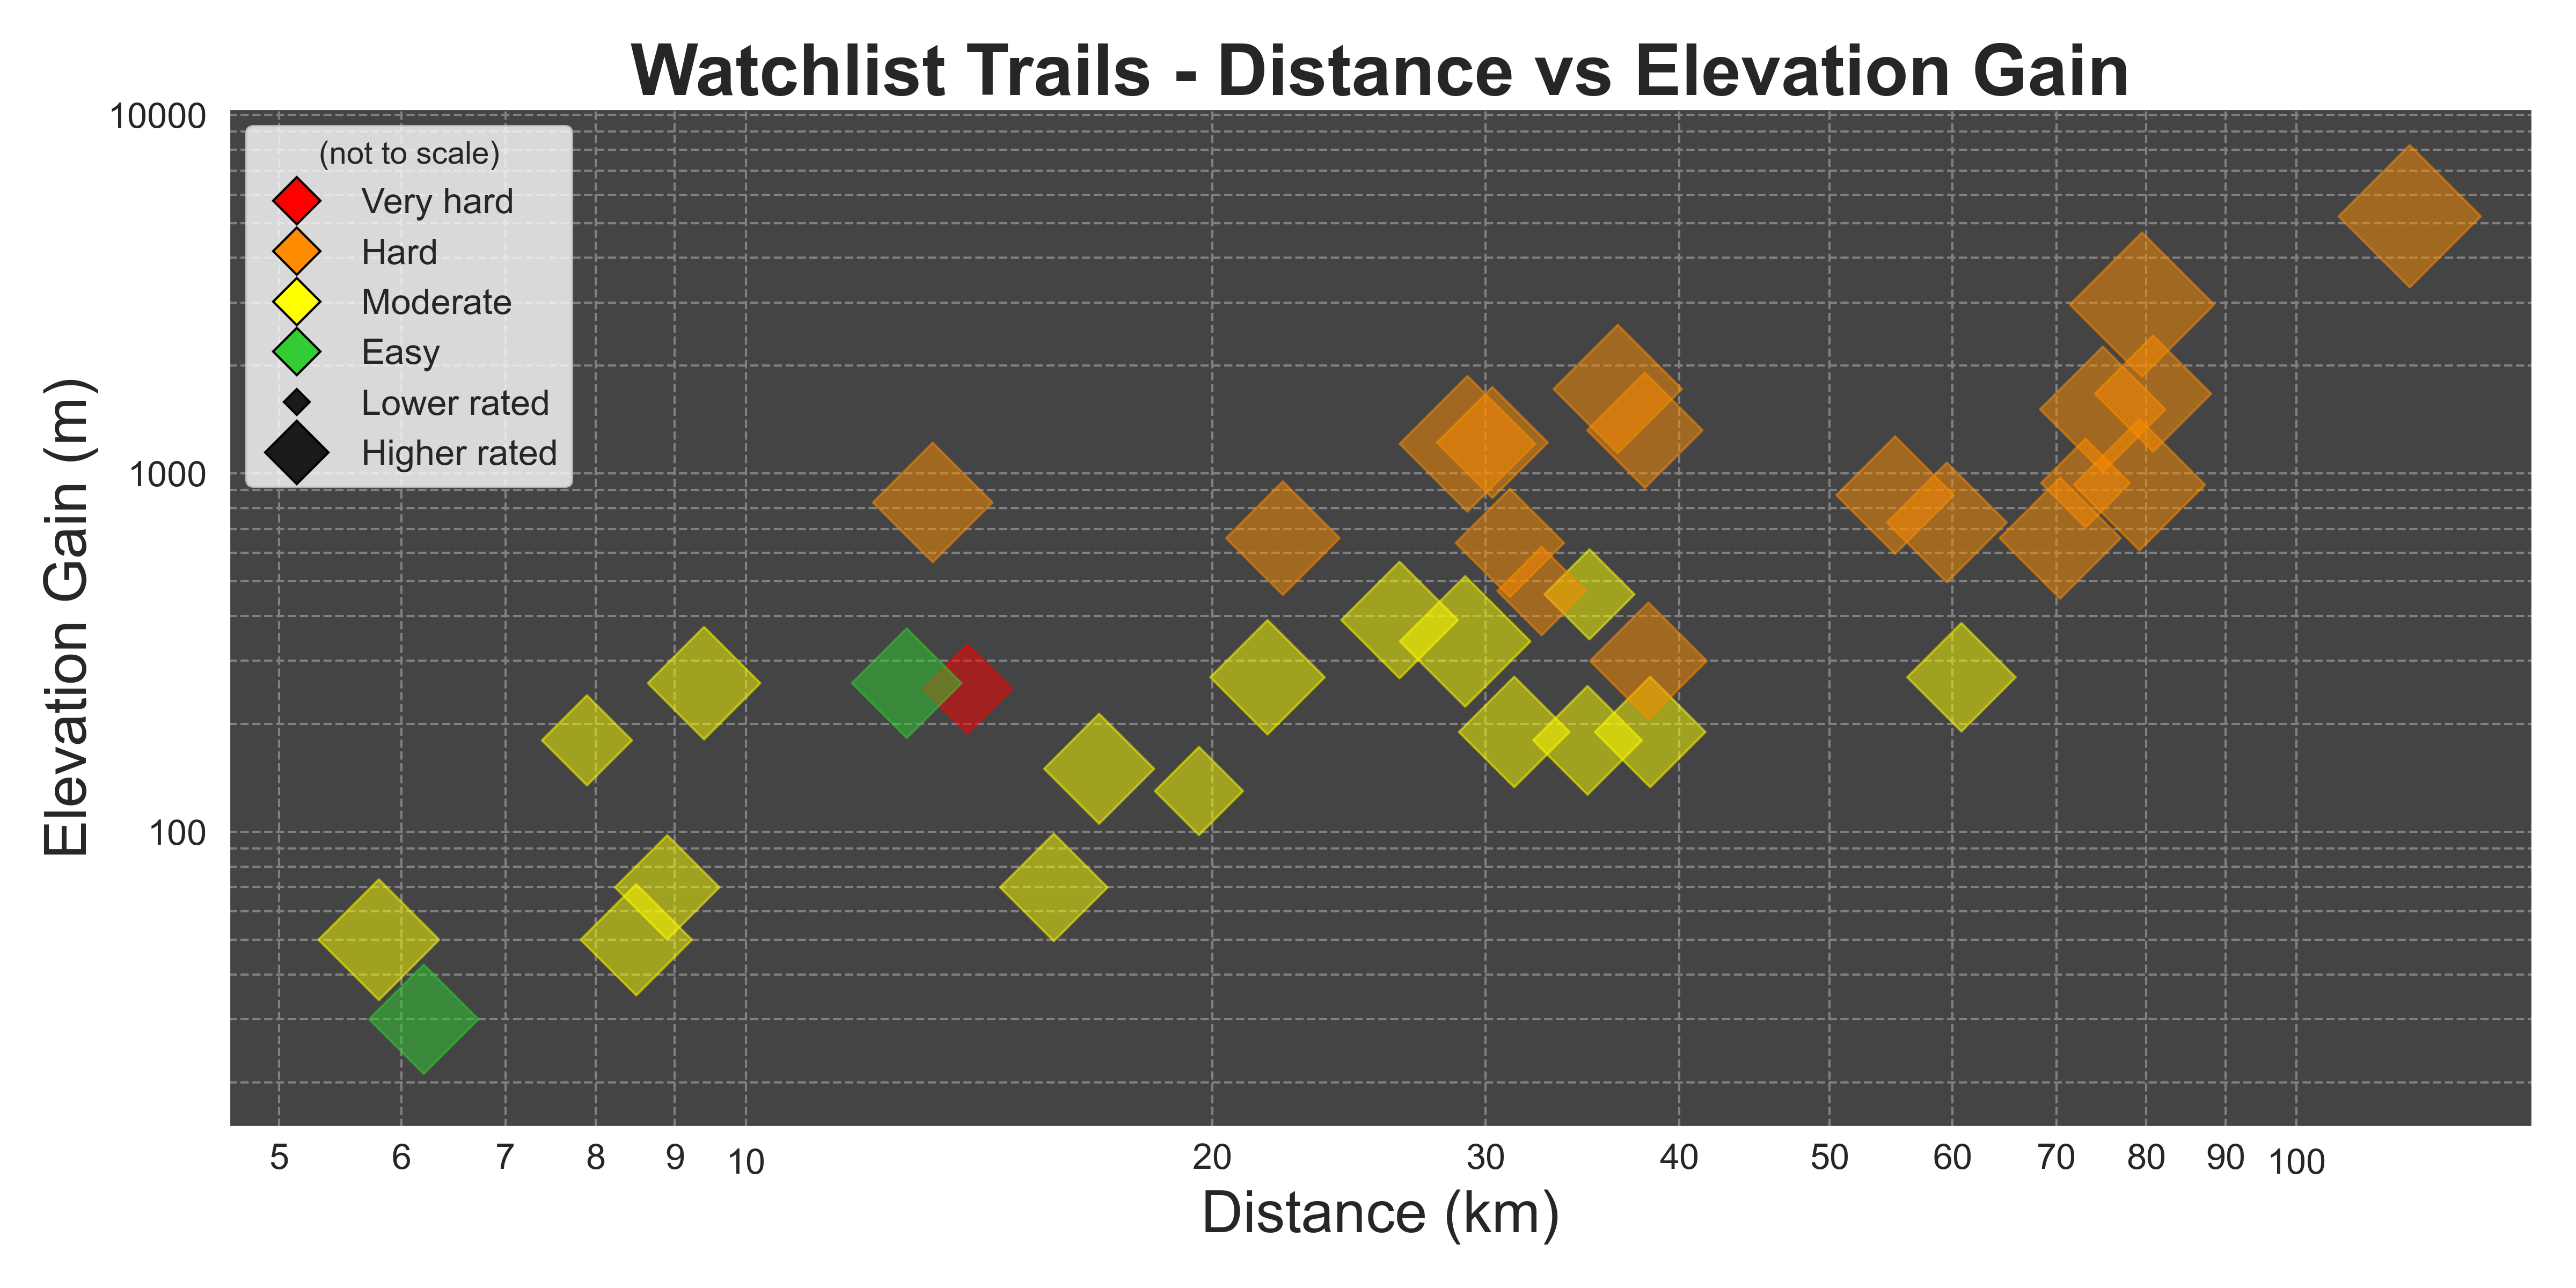 Watchlist Trails - Distance vs Elevation Gain
10000
1000
100
Elevation Gain (m)
(not to scale)
Very hard
Hard
Moderate
Easy
Lower rated
Higher rated
5 6 7 8 9 10 20 30 40 50 60 70 80 90 100
Distance (km)